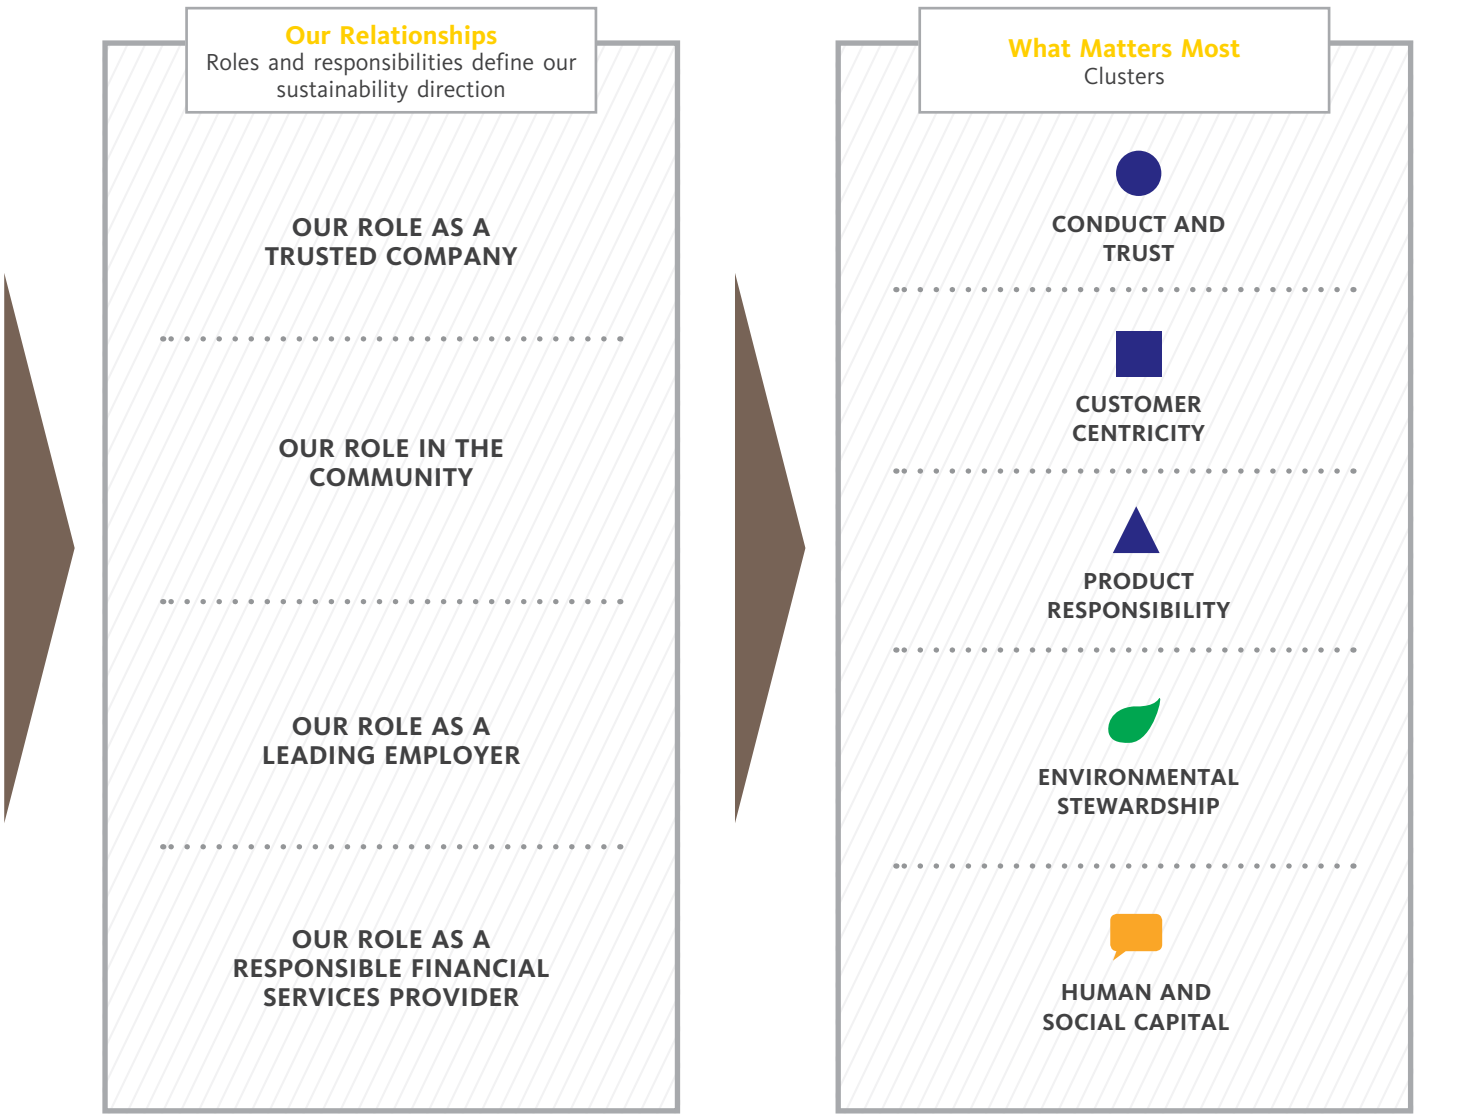 Our Relationships
Roles and responsibilities define our
sustainability direction
OUR ROLE AS A
TRUSTED COMPANY
OUR ROLE IN THE
COMMUNITY
OUR ROLE AS A
LEADING EMPLOYER
OUR ROLE AS A
RESPONSIBLE FINANCIAL
SERVICES PROVIDER
What Matters Most
Clusters
CONDUCT AND
TRUST
CUSTOMER
CENTRICITY
PRODUCT
RESPONSIBILITY
ENVIRONMENTAL
STEWARDSHIP
HUMAN AND
SOCIAL CAPITAL